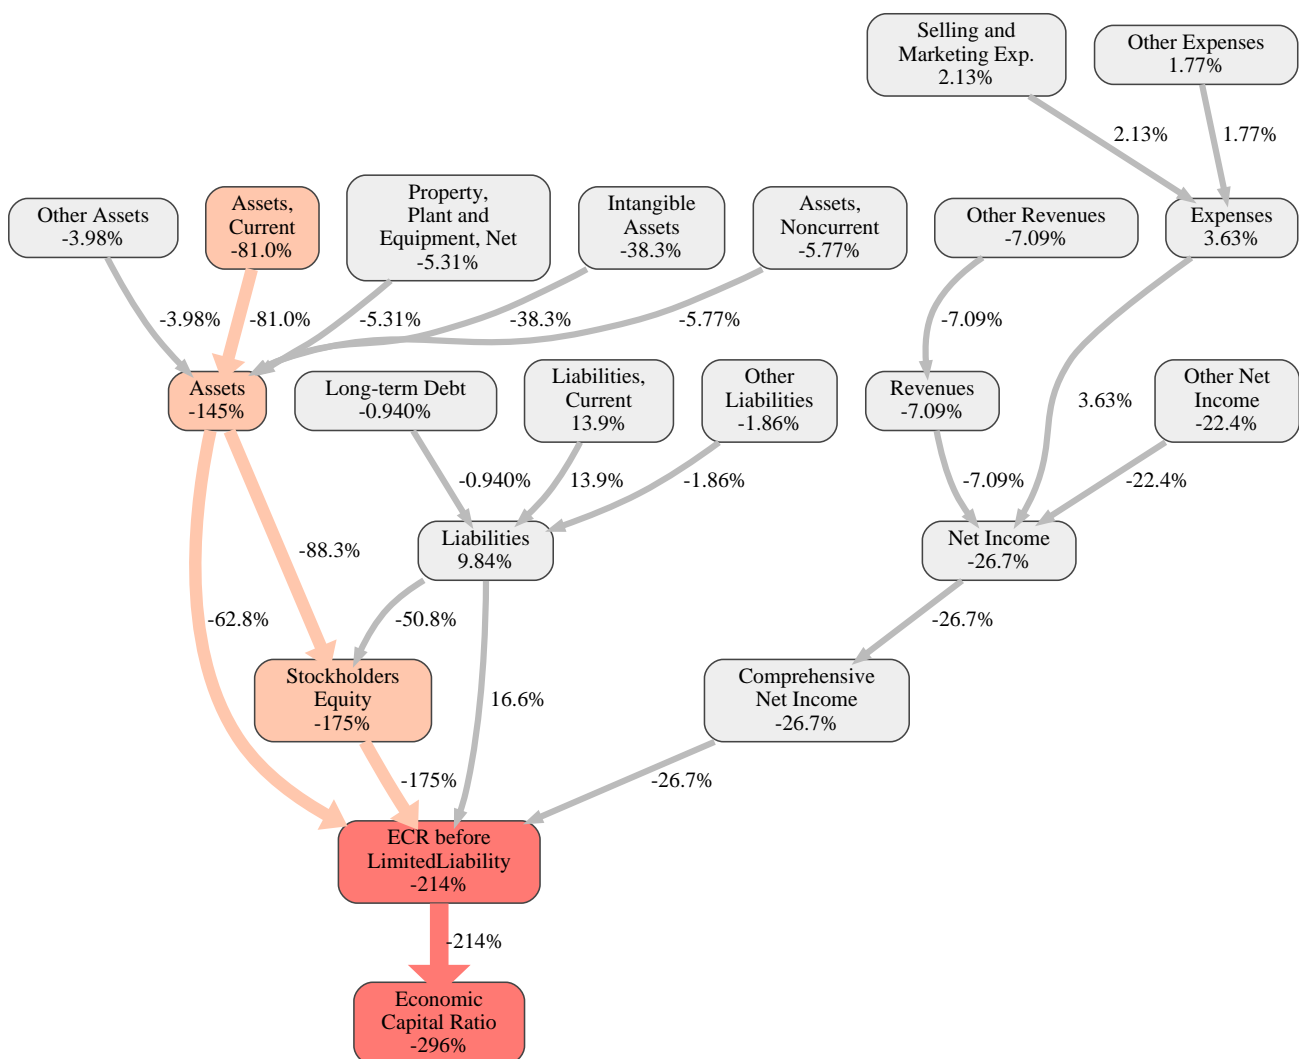 Selling and
Marketing Exp.
2.13%
Other Expenses
1.77%
2.13%
1.77%
Other Assets
-3.98%
Assets,
Current
-81.0%
Property,
Plant and
Equipment, Net
-5.31%
Intangible
Assets
-38.3%
Assets,
Noncurrent
-5.77%
Other Revenues
-7.09%
Expenses
3.63%
-3.98%
-81.0%
-5.31%
-38.3%
-5.77%
-7.09%
Assets
-145%
Long-term Debt
-0.940%
Liabilities,
Current
13.9%
Other
Liabilities
-1.86%
Revenues
-7.09%
3.63%
Other Net
Income
-22.4%
-0.940%
13.9%
-1.86%
-7.09%
-22.4%
-88.3%
Liabilities
9.84%
Net Income
-26.7%
-62.8%
-50.8%
-26.7%
Stockholders
Equity
-175%
16.6%
Comprehensive
Net Income
-26.7%
-175%
-26.7%
ECR before
LimitedLiability
-214%
-214%
Economic
Capital Ratio
-296%